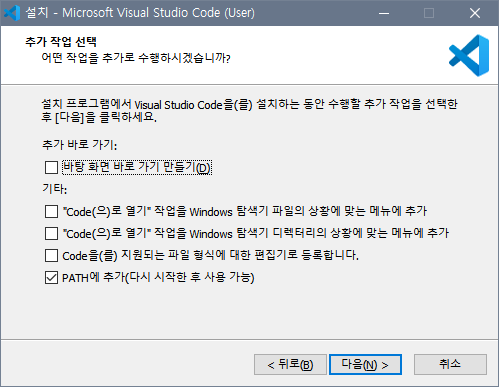 설치 - Microsoft Visual Studio Code (User)
추가 작업 선택
어떤 작업을 추가로 수행하시겠습니까?
설치 프로그램에서 Visual Studio Code을(를) 설치하는 동안 수행할 추가 작업을 선택한
후 [다음]을 클릭하세요.
추가 바로 가기:
바탕 화면 바로 가기 만들기(D)
기타:
"Code(으)로 열기" 작업을 Windows 탐색기 파일의 상황에 맞는 메뉴에 추가
"Code(으)로 열기" 작업을 Windows 탐색기 디렉터리의 상황에 맞는 메뉴에 추가
Code을(를) 지원되는 파일 형식에 대한 편집기로 등록합니다.
PATH에 추가(다시 시작한 후 사용 가능)
< 뒤로(B)
다음(N) >
취소